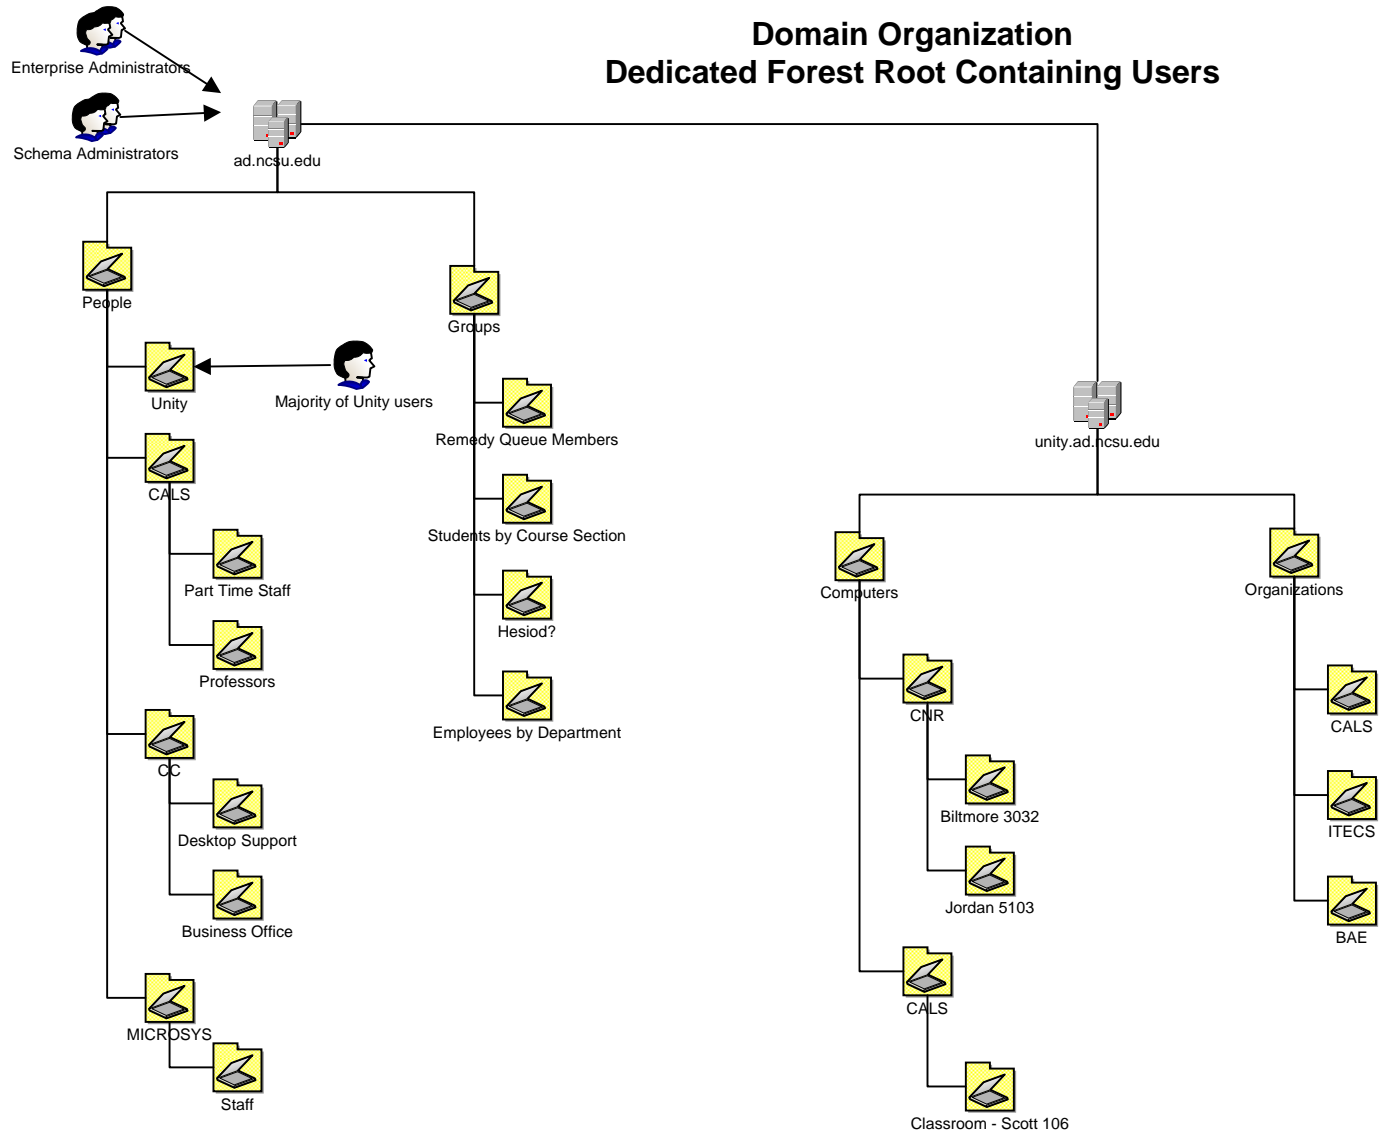 Domain Organization
Dedicated Forest Root Containing Users
Enterprise Administrators
Schema Administrators
ad.ncsu.edu
People
Groups
Unity
Majority of Unity users
CALS
Part Time Staff
Professors
CC
Desktop Support
Business Office
MICROSYS
Staff
Remedy Queue Members
Students by Course Section
Hesiod?
Employees by Department
unity.ad.ncsu.edu
Computers
Organizations
CNR
Biltmore 3032
Jordan 5103
CALS
Classroom - Scott 106
CALS
ITECS
BAE